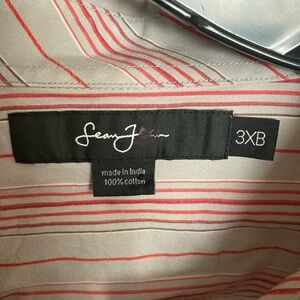 Sean John
3XB
made in India
100% cotton